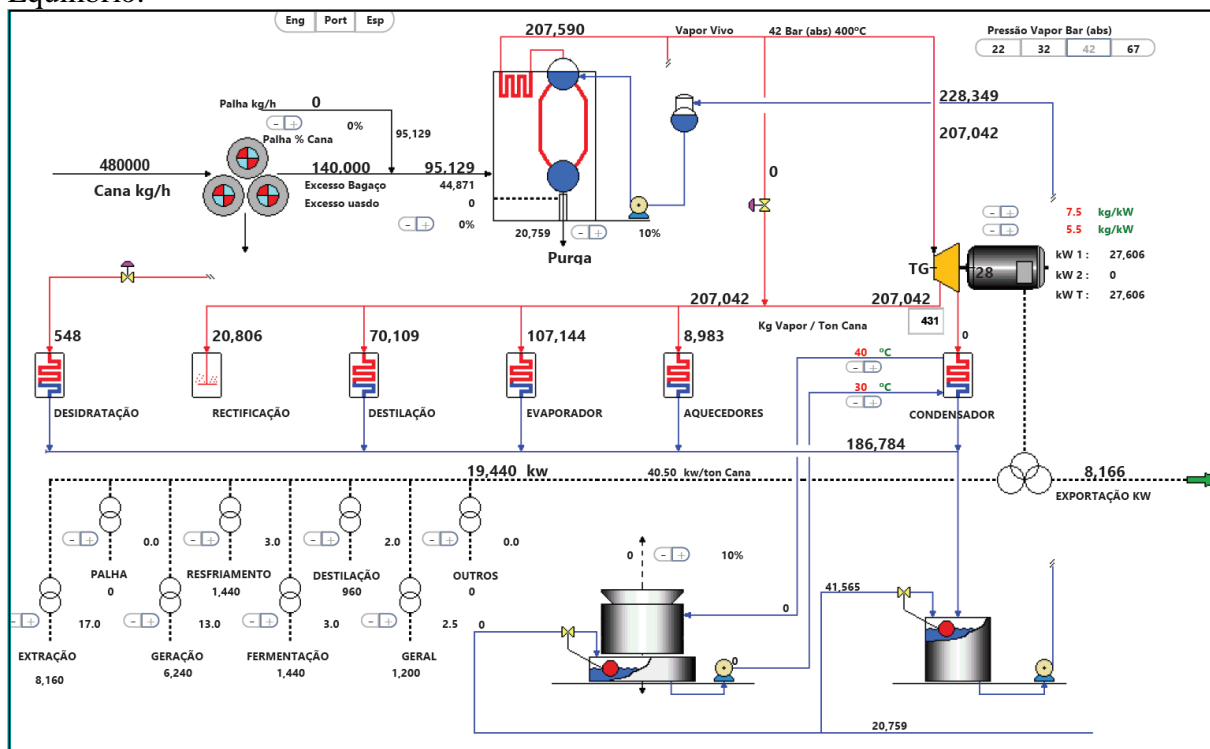 Equilíbrio.
Eng Port Esp
207,590 Vapor Vivo 42 Bar (abs) 400ºC
Pressão Vapor Bar (abs)
22 32 42 67
Palha kg/h 0
- + 0%
Palha % Cana
95,129
228,349
207,042
480000
Cana kg/h
140,000 95,129
Excesso Bagaço 44,871
Excesso uasdo 0
- + 0%
0
20,759 - + 10%
Purga
- + 7.5 kg/kW
- + 5.5 kg/kW
TG 28
kW 1 : 27,606
kW 2 : 0
kW T : 27,606
207,042 207,042
Kg Vapor / Ton Cana 431
548 20,806 70,109 107,144 8,983 0
40 ºC
- +
30 ºC
- +
DESIDRATAÇÃO RECTIFICAÇÃO DESTILAÇÃO EVAPORADOR AQUECEDORES CONDENSADOR
186,784
19,440 kw 40.50 kw/ton Cana
8,166
EXPORTAÇÃO KW
- + 0.0 - + 3.0 - + 2.0 - + 0.0
PALHA RESFRIAMENTO DESTILAÇÃO OUTROS
0 1,440 960 0
- + 17.0 - + 13.0 - + 3.0 - + 2.5
EXTRAÇÃO GERAÇÃO FERMENTAÇÃO GERAL
8,160 6,240 1,440 1,200
0 - + 10%
0
0
0
41,565
20,759